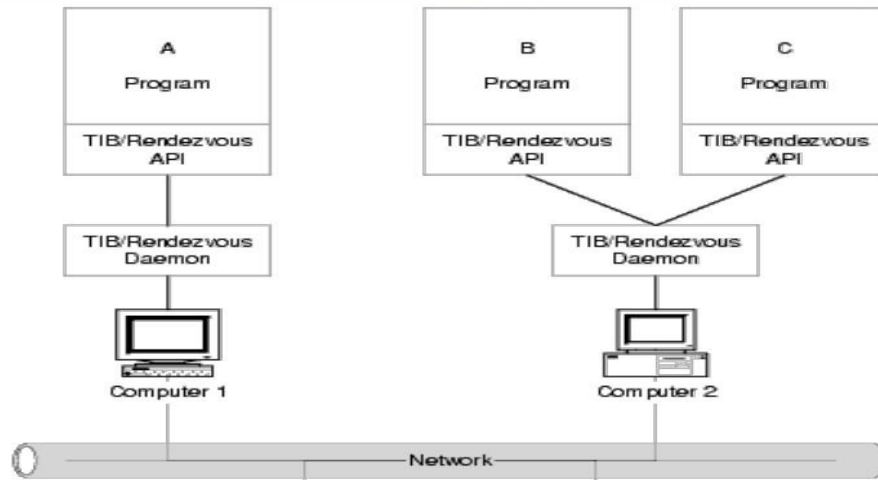 A
Program
TIB/Rendezvous
API
B
Program
TIB/Rendezvous
API
C
Program
TIB/Rendezvous
API
TIB/Rendezvous
Daemon
TIB/Rendezvous
Daemon
Computer 1
Computer 2
Network